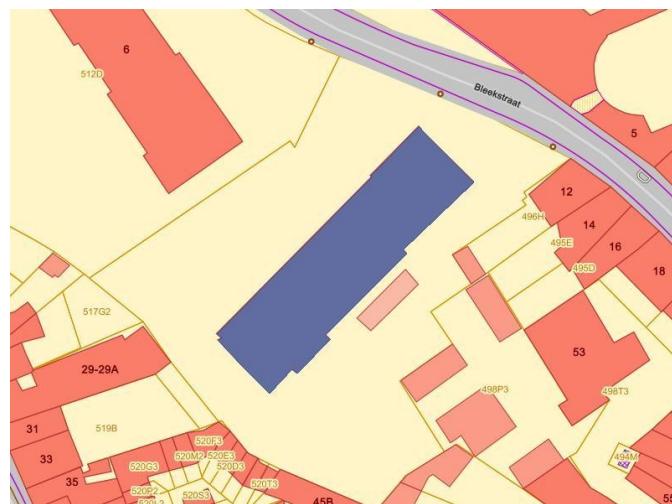 6
512D
Bleekstraat
5
12
496H
14
495E
16
495D
18
517G2
53
29-29A
498P3
498T3
519B
31
33
35
520F3
520M2
520E3
520G3
520D3
520T3
494M
520P2
520S3
45B